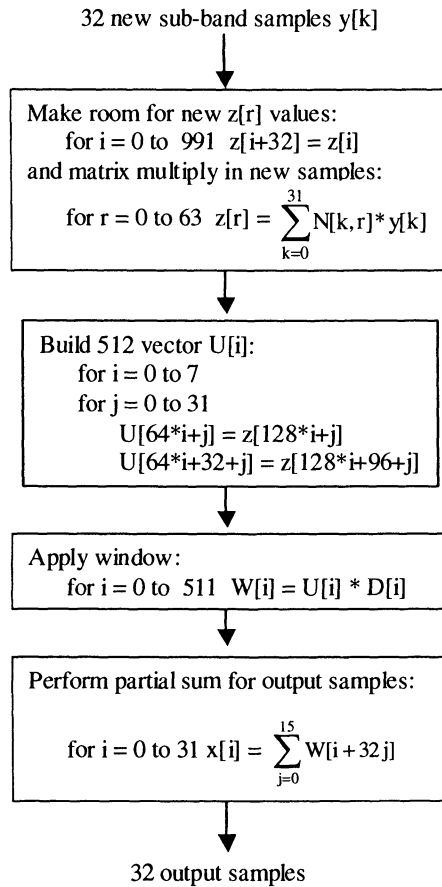 32 new sub-band samples y[k]
Make room for new z[r] values:
for i = 0 to 991 z[i+32] = z[i]
and matrix multiply in new samples:
for r = 0 to 63 z[r] = \sum_{k=0}^{31} N[k,r]* y[k]
Build 512 vector U[i]:
for i = 0 to 7
for j = 0 to 31
U[64*i+j] = z[128*i+j]
U[64*i+32+j] = z[128*i+96+j]
Apply window:
for i = 0 to 511 W[i] = U[i] * D[i]
Perform partial sum for output samples:
for i = 0 to 31 x[i] = \sum_{j=0}^{15} W[i + 32 j]
32 output samples